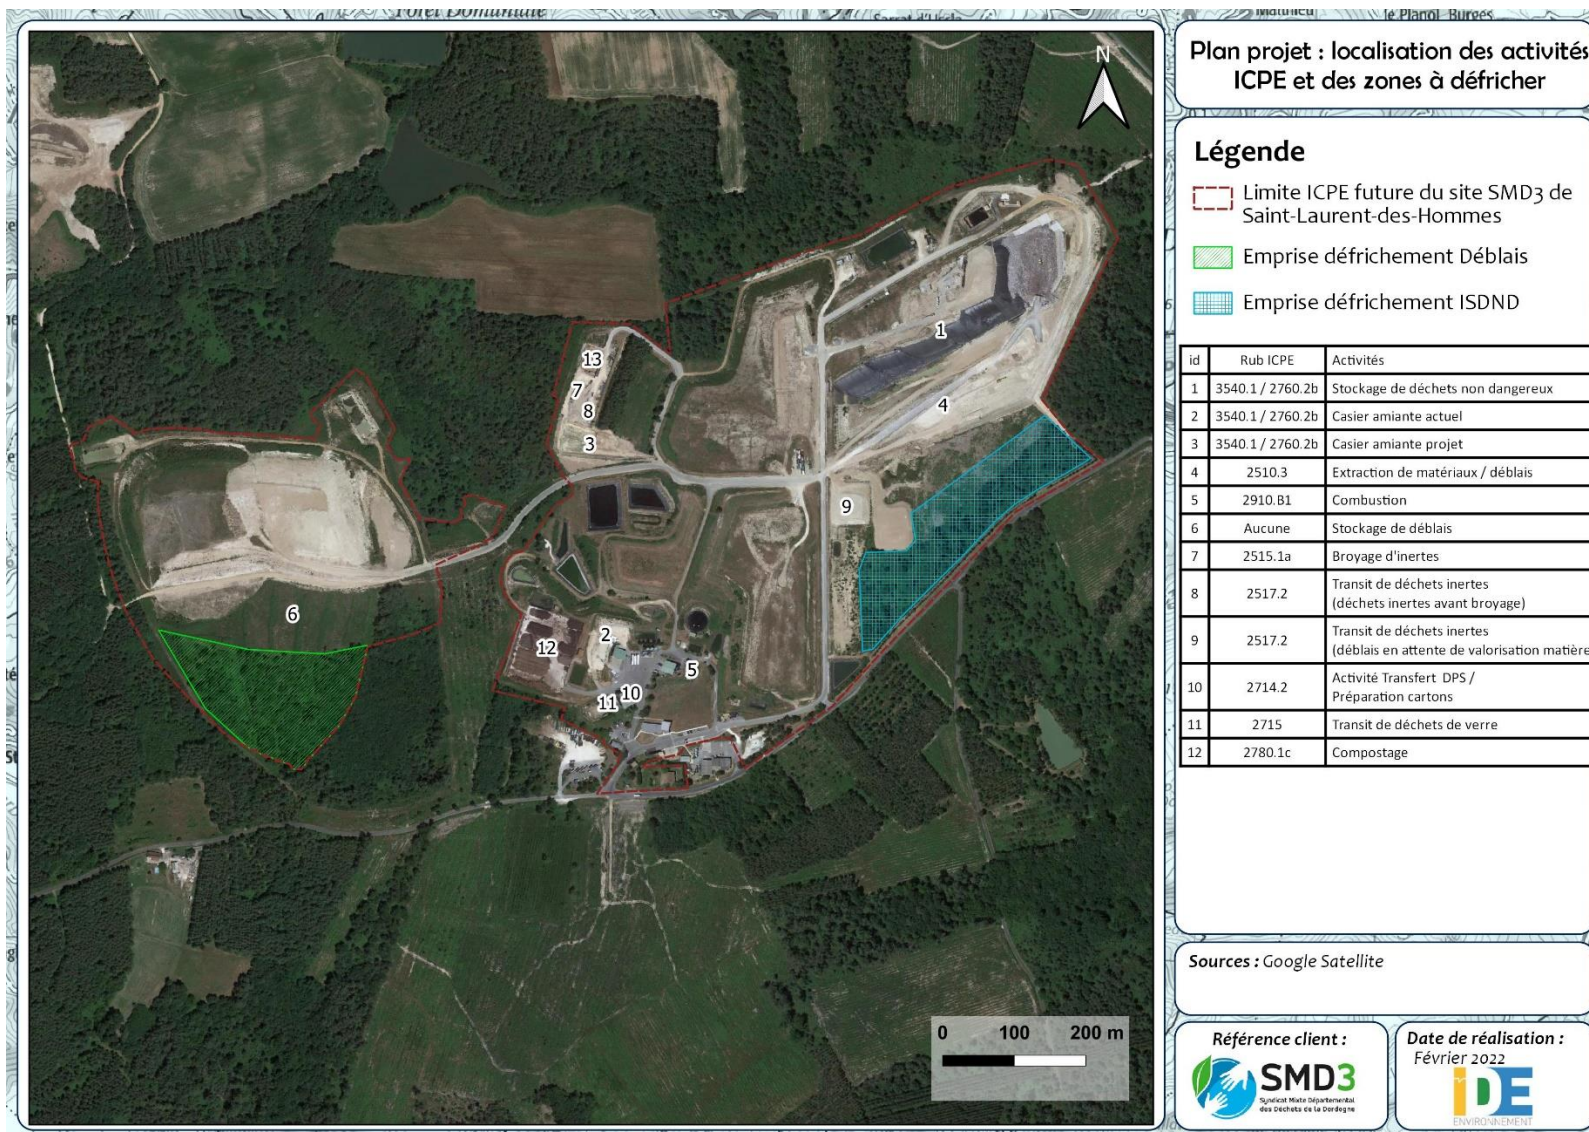 Forêt Domaniale
Plan projet : localisation des activités
ICPE et des zones à défricher
N
Légende
Limite ICPE future du site SMD3 de
Saint-Laurent-des-Hommes
Emprise défrichement Déblais
Emprise défrichement ISDND
id Rub ICPE Activités
1 3540.1 / 2760.2b Stockage de déchets non dangereux
2 3540.1 / 2760.2b Casier amiante actuel
3 3540.1 / 2760.2b Casier amiante projet
4 2510.3 Extraction de matériaux / déblais
5 2910.B1 Combustion
6 Aucune Stockage de déblais
7 2515.1a Broyage d'inertes
8 2517.2 Transit de déchets inertes
(déchets inertes avant broyage)
9 2517.2 Transit de déchets inertes
(déblais en attente de valorisation matière
10 2714.2 Activité Transfert DPS /
Préparation cartons
11 2715 Transit de déchets de verre
12 2780.1c Compostage
1
13
7
8
4
3
9
6
2
12
5
10
11
0 100 200 m
Sources : Google Satellite
Référence client :
SMD3
Syndicat Mixte Départemental
des Déchets de la Dordogne
Date de réalisation :
Février 2022
iDE
ENVIRONNEMENT